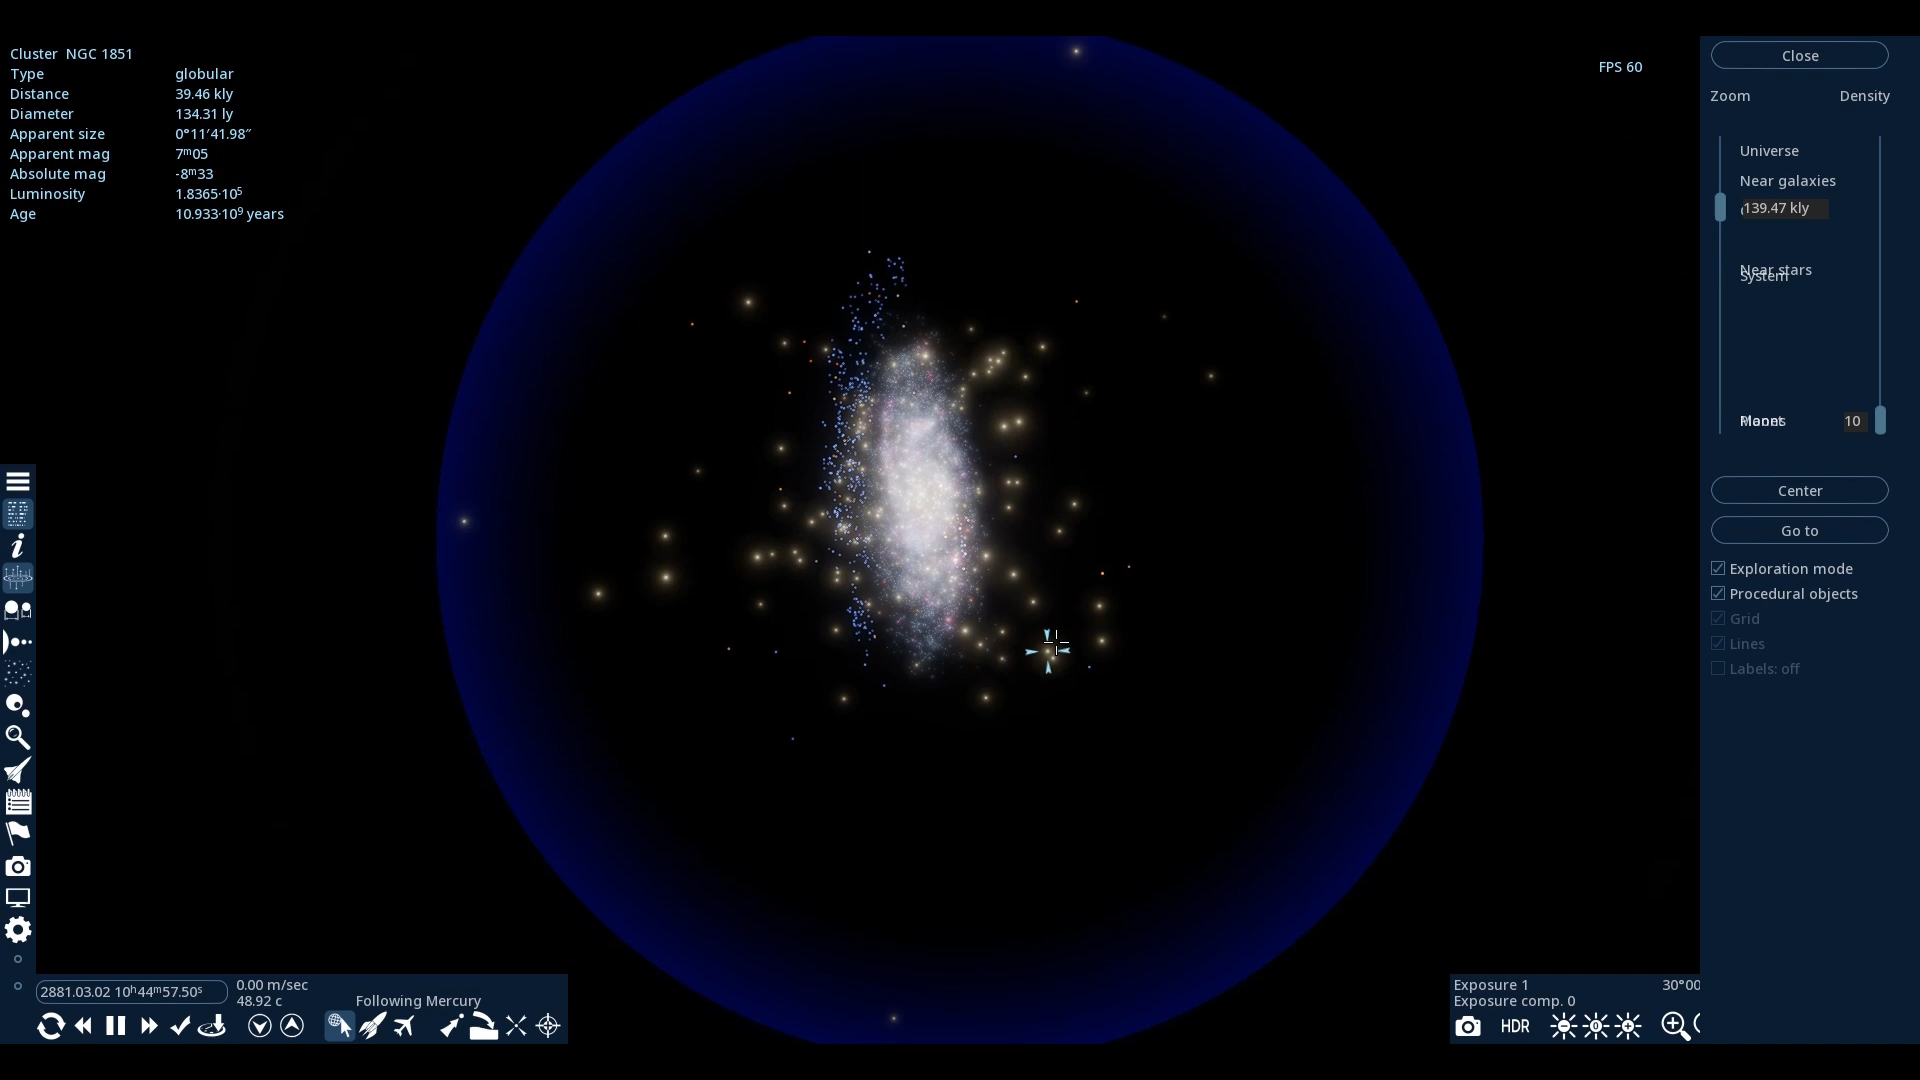 Cluster NGC 1851
Type globular
Distance 39.46 kly
Diameter 134.31 ly
Apparent size 0°11′41.98″
Apparent mag 7ᵐ05
Absolute mag -8ᵐ33
Luminosity 1.8365·10⁵
Age 10.933·10⁹ years
FPS 60
Close
Zoom Density
Universe
Near galaxies
139.47 kly
Near stars
System
Planet 10
Center
Go to
Exploration mode
Procedural objects
Grid
Lines
Labels: off
2881.03.02 10ʰ44ᵐ57.50ˢ
0.00 m/sec
48.92 c
Following Mercury
Exposure 1 30°00
Exposure comp. 0
HDR
0